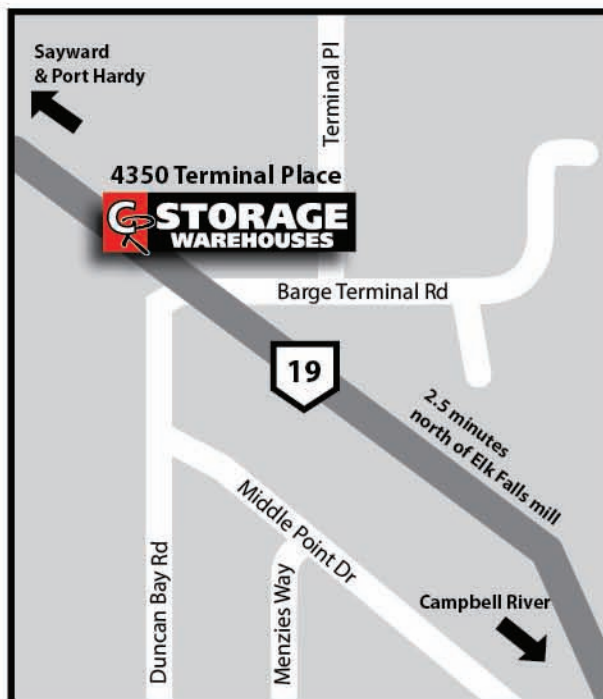 Sayward
& Port Hardy
Terminal Pl
4350 Terminal Place
CR STORAGE
WAREHOUSES
Barge Terminal Rd
19
2.5 minutes
north of Elk Falls mill
Middle Point Dr
Duncan Bay Rd
Menzies Way
Campbell River